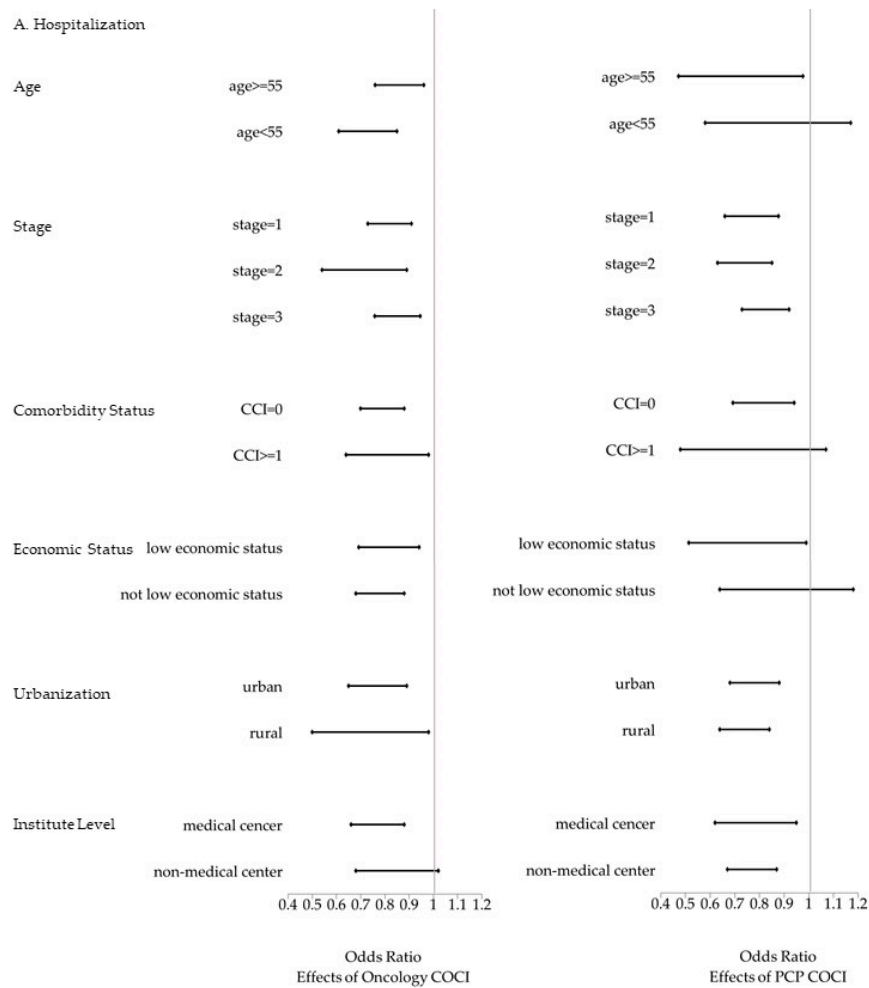 A. Hospitalization
Age
age>=55
age>=55
age<55
age<55
Stage
stage=1
stage=1
stage=2
stage=2
stage=3
stage=3
Comorbidity Status
CCI=0
CCI=0
CCI>=1
CCI>=1
Economic Status
low economic status
low economic status
not low economic status
not low economic status
Urbanization
urban
urban
rural
rural
Institute Level
medical cencer
medical cencer
non-medical center
non-medical center
0.4 0.5 0.6 0.7 0.8 0.9 1 1.1 1.2
0.4 0.5 0.6 0.7 0.8 0.9 1 1.1 1.2
Odds Ratio
Effects of Oncology COCI
Odds Ratio
Effects of PCP COCI